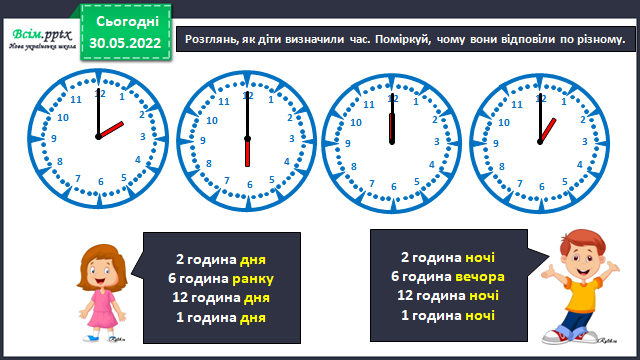 Всім.pptx
Нова українська школа
Сьогодні
30.05.2022
Розглянь, як діти визначили час. Поміркуй, чому вони відповіли по різному.
12 1 2 3 4 5 6 7 8 9 10 11
12 1 2 3 4 5 6 7 8 9 10 11
12 1 2 3 4 5 6 7 8 9 10 11
12 1 2 3 4 5 6 7 8 9 10 11
2 година дня
6 година ранку
12 година дня
1 година дня
2 година ночі
6 година вечора
12 година ночі
1 година ночі